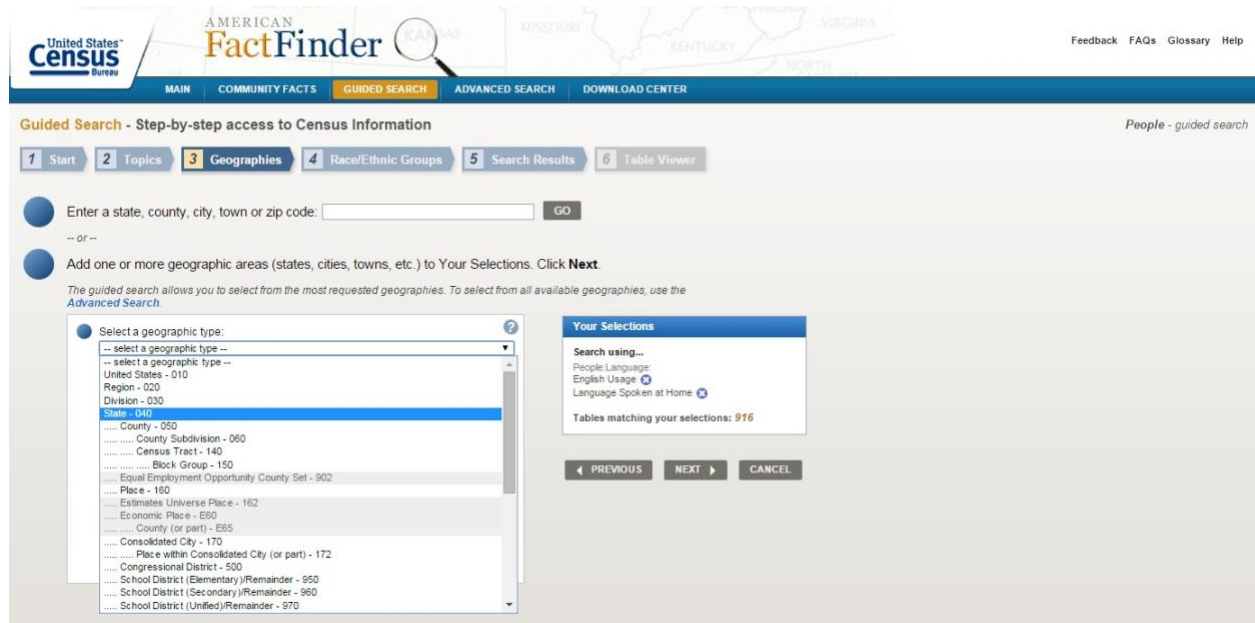 United States™
Census
Bureau
AMERICAN
FactFinder
KANSAS
MISSOURI
KENTUCKY
VIRGINIA
NORTH
Feedback FAQs Glossary Help
MAIN COMMUNITY FACTS GUIDED SEARCH ADVANCED SEARCH DOWNLOAD CENTER
Guided Search - Step-by-step access to Census Information
People - guided search
1 Start 2 Topics 3 Geographies 4 Race/Ethnic Groups 5 Search Results 6 Table Viewer
Enter a state, county, city, town or zip code: GO
-- or --
Add one or more geographic areas (states, cities, towns, etc.) to Your Selections. Click Next.
The guided search allows you to select from the most requested geographies. To select from all available geographies, use the
Advanced Search.
Select a geographic type: ?
-- select a geographic type --
-- select a geographic type --
United States - 010
Region - 020
Division - 030
State - 040
..... County - 050
..... ..... County Subdivision - 060
..... ..... Census Tract - 140
..... ..... ..... Block Group - 150
..... Equal Employment Opportunity County Set - 902
..... Place - 160
..... Estimates Universe Place - 162
..... Economic Place - E60
..... ..... County (or part) - E65
..... Consolidated City - 170
..... ..... Place within Consolidated City (or part) - 172
..... Congressional District - 500
..... School District (Elementary)/Remainder - 950
..... School District (Secondary)/Remainder - 960
..... School District (Unified)/Remainder - 970
Your Selections
Search using...
People:Language:
English Usage
Language Spoken at Home
Tables matching your selections: 916
PREVIOUS NEXT CANCEL